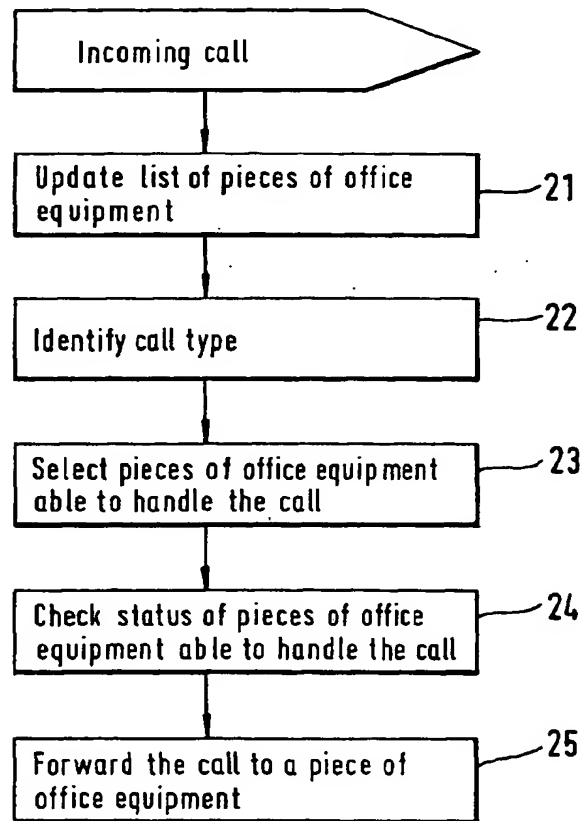 Incoming call
Update list of pieces of office
equipment
21
Identify call type
22
Select pieces of office equipment
able to handle the call
23
Check status of pieces of office
equipment able to handle the call
24
Forward the call to a piece of
office equipment
25